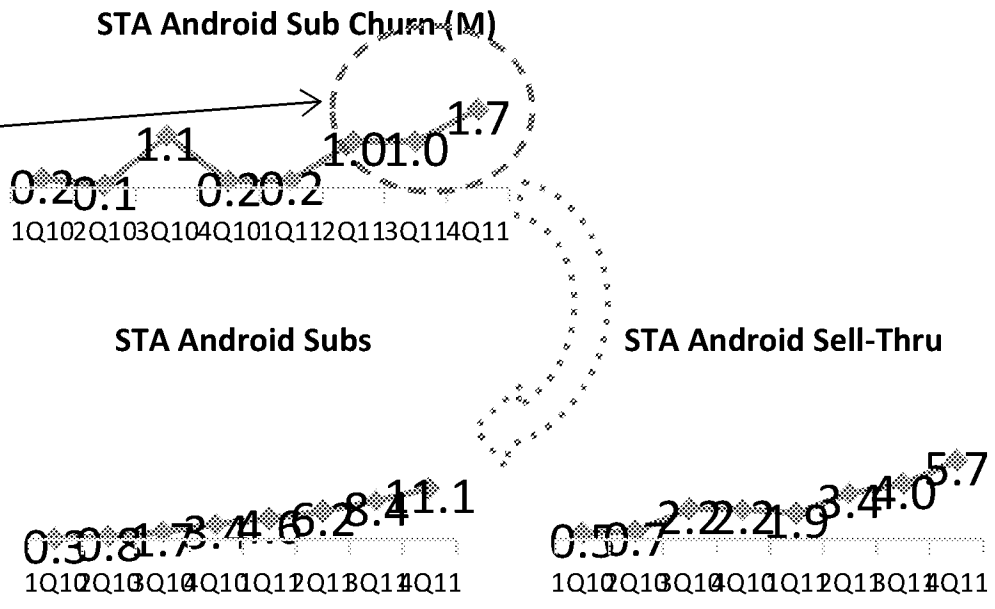 STA Android Sub Churn (M)
0.2 0.1 1.1 0.2 0.2 1.0 1.0 1.7
1Q10 2Q10 3Q10 4Q10 1Q11 2Q11 3Q11 4Q11
STA Android Subs
0.3 0.8 1.7 3.4 4.6 6.2 8.4 11.1
1Q10 2Q10 3Q10 4Q10 1Q11 2Q11 3Q11 4Q11
STA Android Sell-Thru
0.5 0.7 2.2 2.2 1.9 3.4 4.0 5.7
1Q10 2Q10 3Q10 4Q10 1Q11 2Q11 3Q11 4Q11